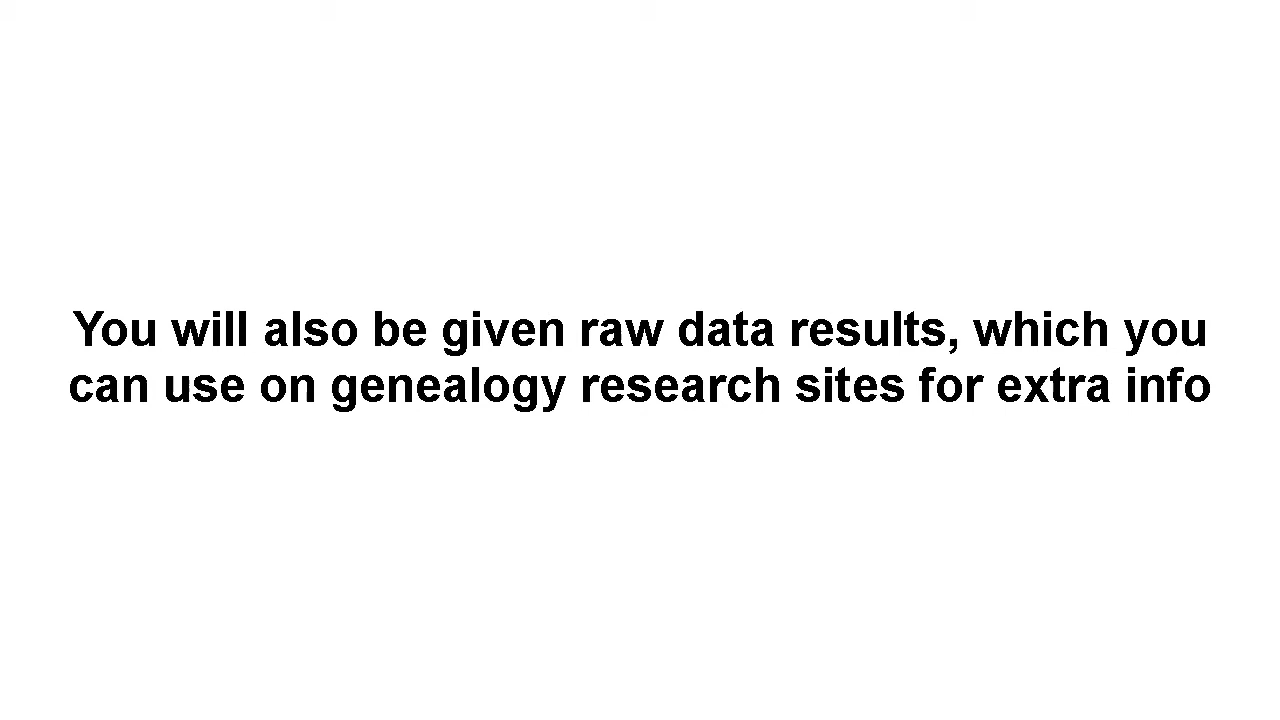 You will also be given raw data results, which you
can use on genealogy research sites for extra info